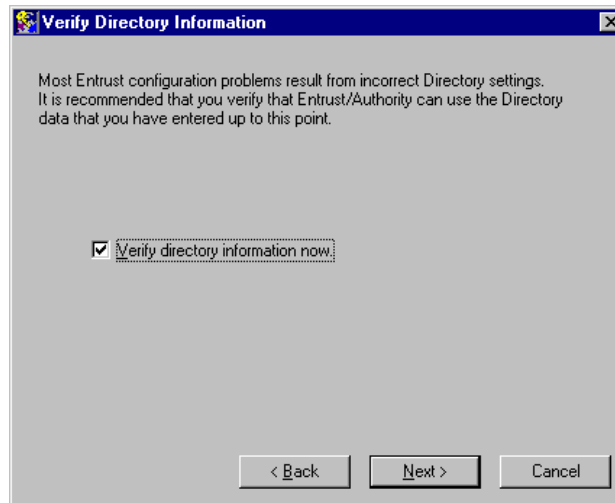 Verify Directory Information
Most Entrust configuration problems result from incorrect Directory settings.
It is recommended that you verify that Entrust/Authority can use the Directory
data that you have entered up to this point.
Verify directory information now.
< Back
Next >
Cancel